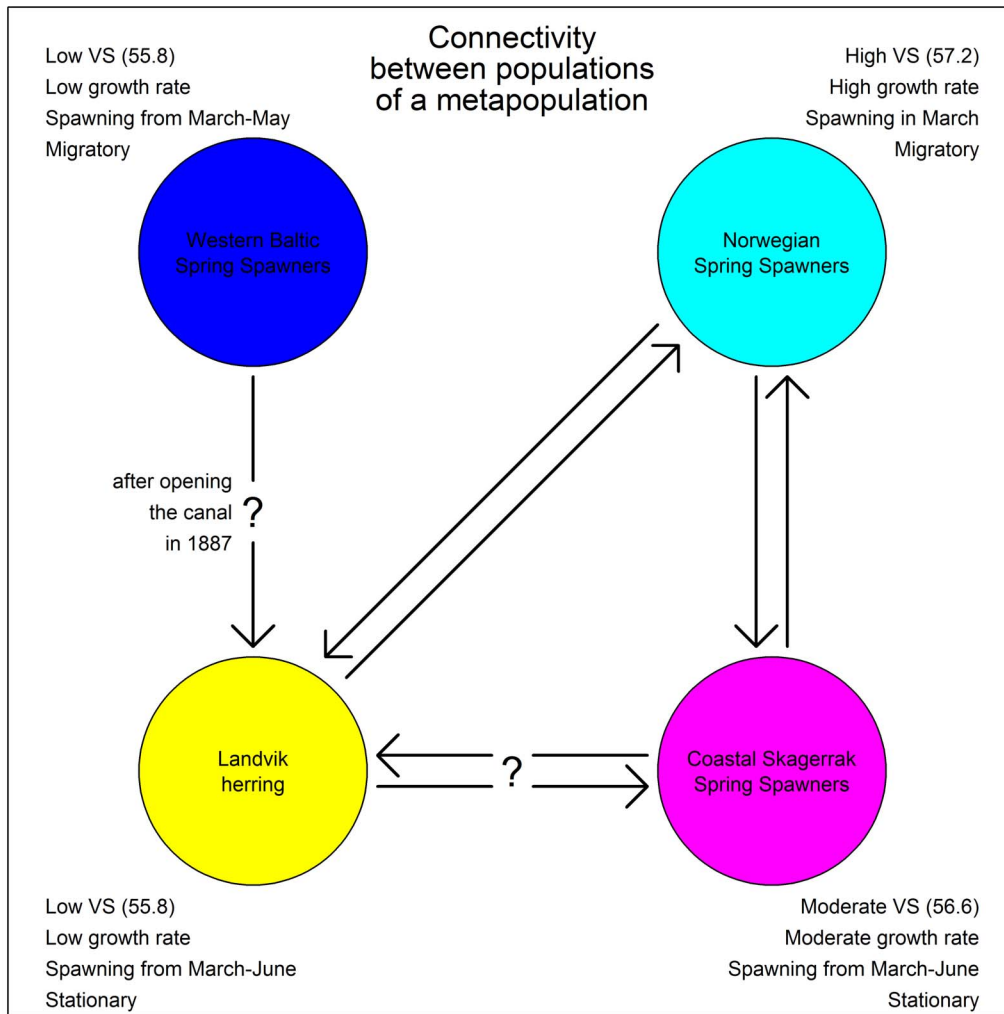 Connectivity
between populations
of a metapopulation
Low VS (55.8)
Low growth rate
Spawning from March-May
Migratory
High VS (57.2)
High growth rate
Spawning in March
Migratory
Western Baltic
Spring Spawners
Norwegian
Spring Spawners
after opening
the canal
in 1887
?
Landvik
herring
?
Coastal Skagerrak
Spring Spawners
Low VS (55.8)
Low growth rate
Spawning from March-June
Stationary
Moderate VS (56.6)
Moderate growth rate
Spawning from March-June
Stationary